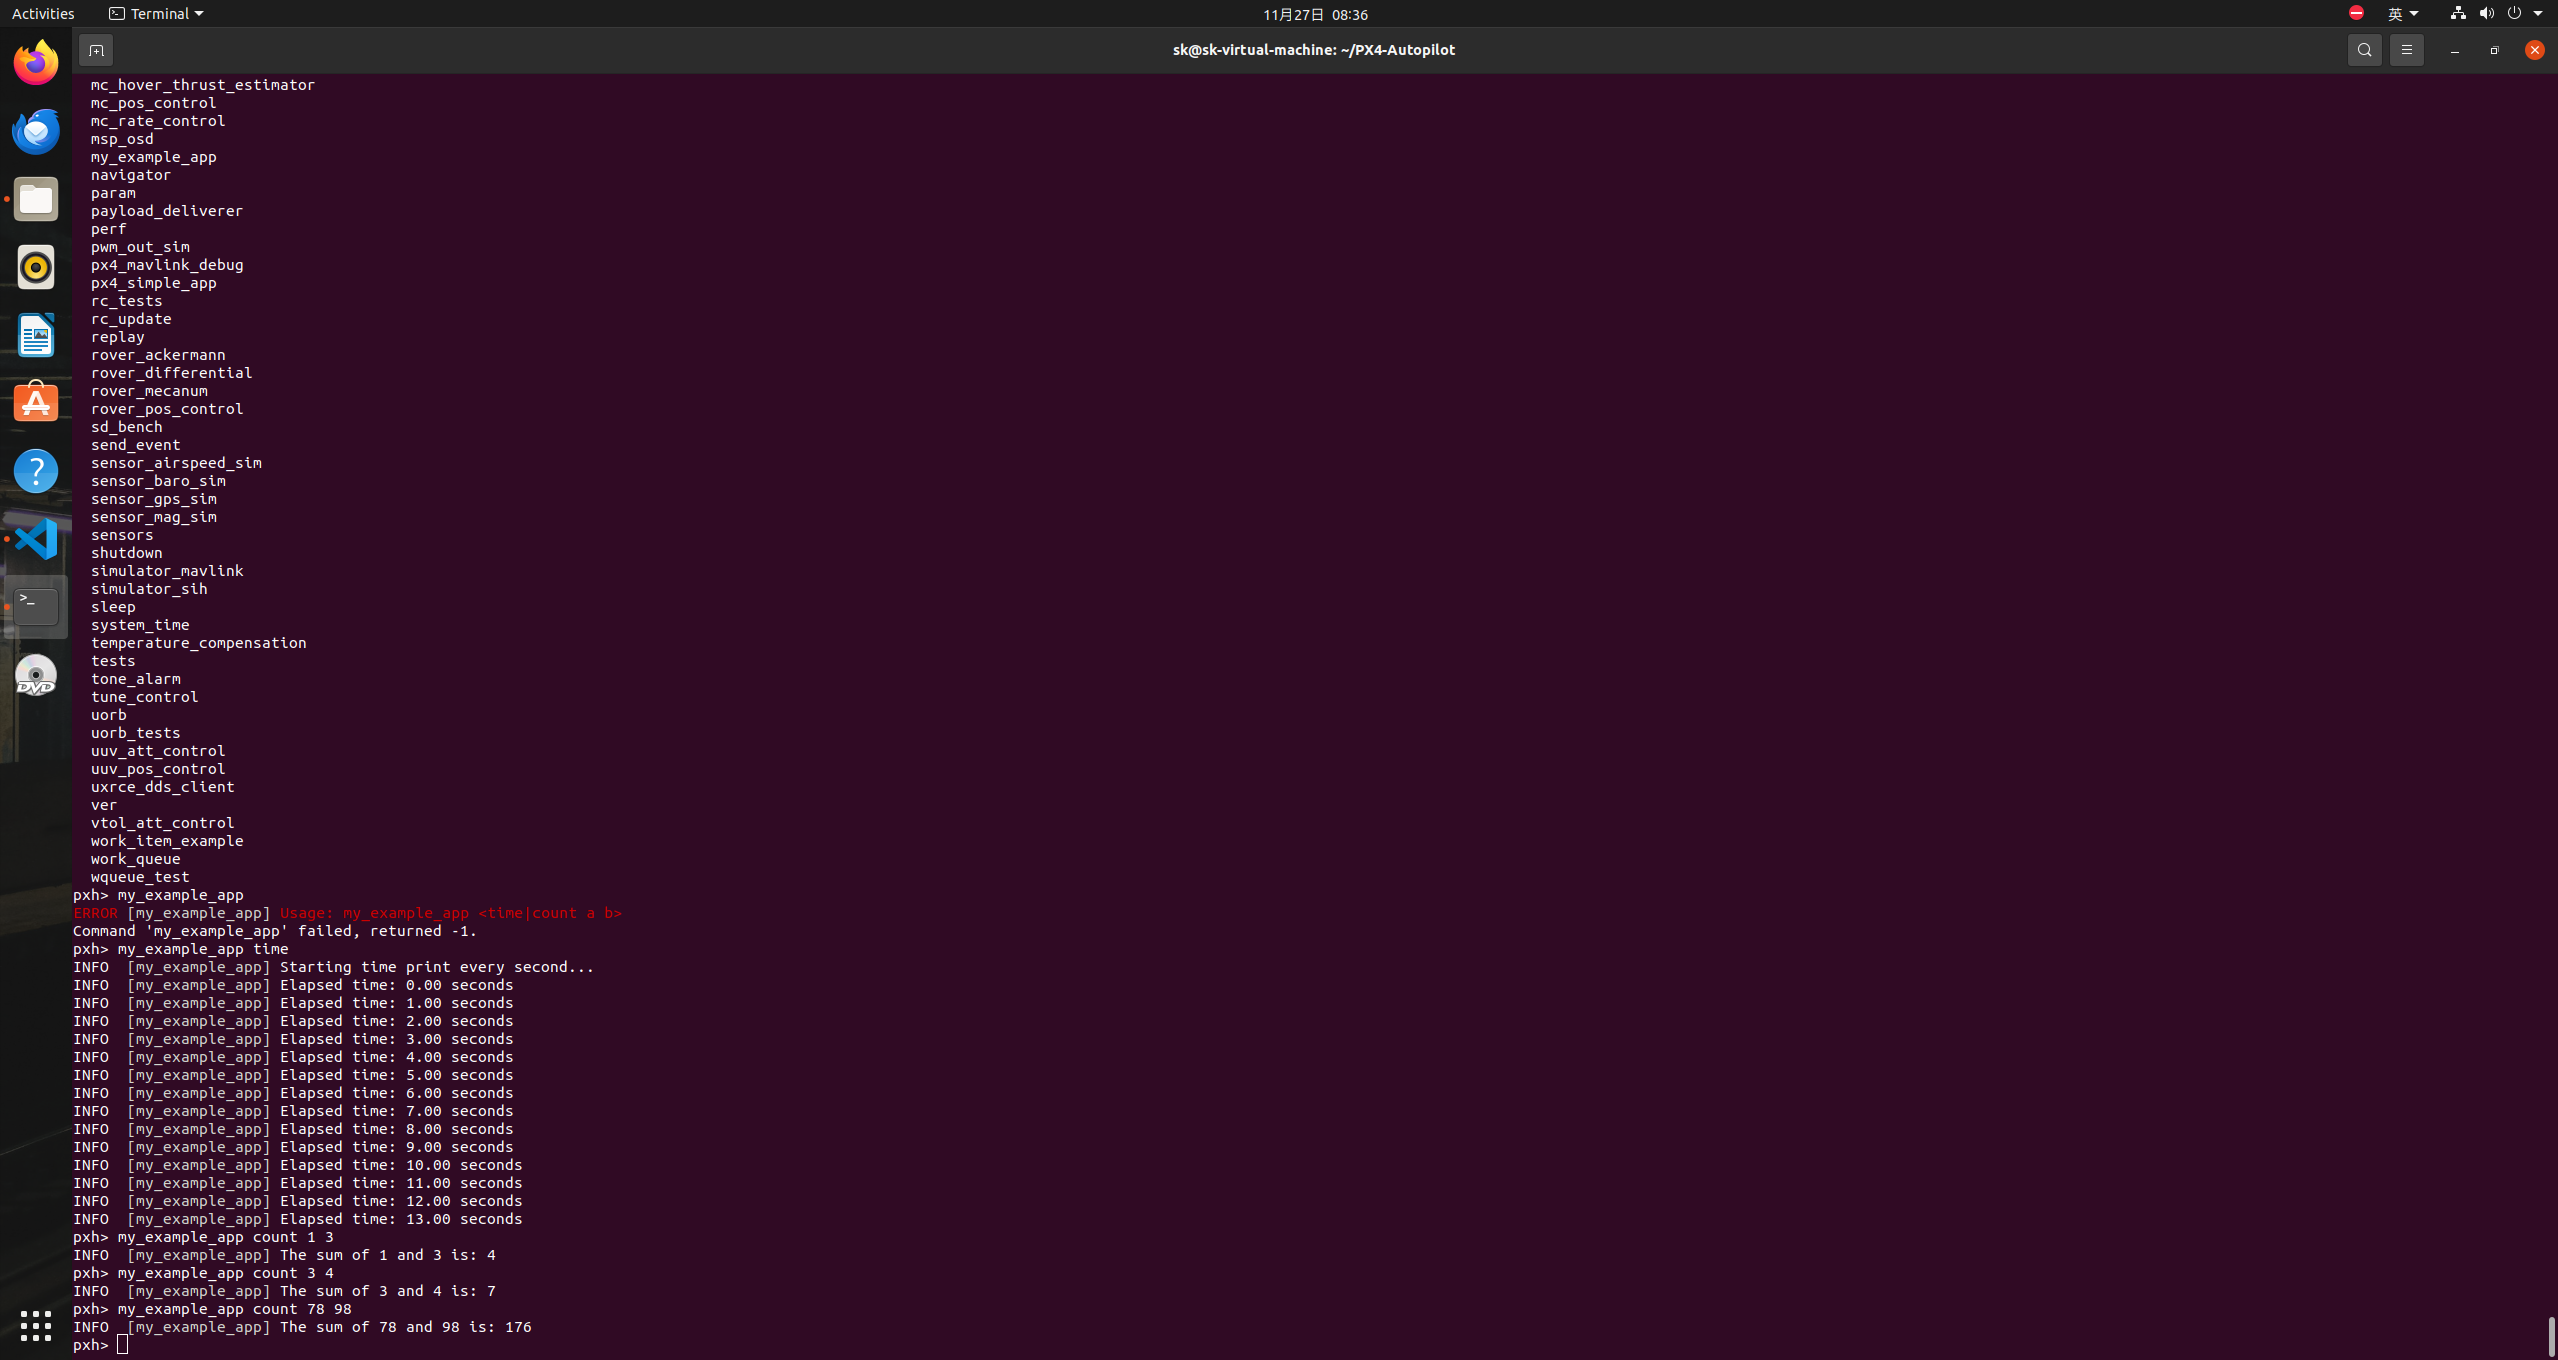 Activities
Terminal
11月27日 08:36
英
sk@sk-virtual-machine: ~/PX4-Autopilot
mc_hover_thrust_estimator
mc_pos_control
mc_rate_control
msp_osd
my_example_app
navigator
param
payload_deliverer
perf
pwm_out_sim
px4_mavlink_debug
px4_simple_app
rc_tests
rc_update
replay
rover_ackermann
rover_differential
rover_mecanum
rover_pos_control
sd_bench
send_event
sensor_airspeed_sim
sensor_baro_sim
sensor_gps_sim
sensor_mag_sim
sensors
shutdown
simulator_mavlink
simulator_sih
sleep
system_time
temperature_compensation
tests
tone_alarm
tune_control
uorb
uorb_tests
uuv_att_control
uuv_pos_control
uxrce_dds_client
ver
vtol_att_control
work_item_example
work_queue
wqueue_test
pxh> my_example_app
ERROR [my_example_app] Usage: my_example_app <time|count a b>
Command 'my_example_app' failed, returned -1.
pxh> my_example_app time
INFO  [my_example_app] Starting time print every second...
INFO  [my_example_app] Elapsed time: 0.00 seconds
INFO  [my_example_app] Elapsed time: 1.00 seconds
INFO  [my_example_app] Elapsed time: 2.00 seconds
INFO  [my_example_app] Elapsed time: 3.00 seconds
INFO  [my_example_app] Elapsed time: 4.00 seconds
INFO  [my_example_app] Elapsed time: 5.00 seconds
INFO  [my_example_app] Elapsed time: 6.00 seconds
INFO  [my_example_app] Elapsed time: 7.00 seconds
INFO  [my_example_app] Elapsed time: 8.00 seconds
INFO  [my_example_app] Elapsed time: 9.00 seconds
INFO  [my_example_app] Elapsed time: 10.00 seconds
INFO  [my_example_app] Elapsed time: 11.00 seconds
INFO  [my_example_app] Elapsed time: 12.00 seconds
INFO  [my_example_app] Elapsed time: 13.00 seconds
pxh> my_example_app count 1 3
INFO  [my_example_app] The sum of 1 and 3 is: 4
pxh> my_example_app count 3 4
INFO  [my_example_app] The sum of 3 and 4 is: 7
pxh> my_example_app count 78 98
INFO  [my_example_app] The sum of 78 and 98 is: 176
pxh>
DVD